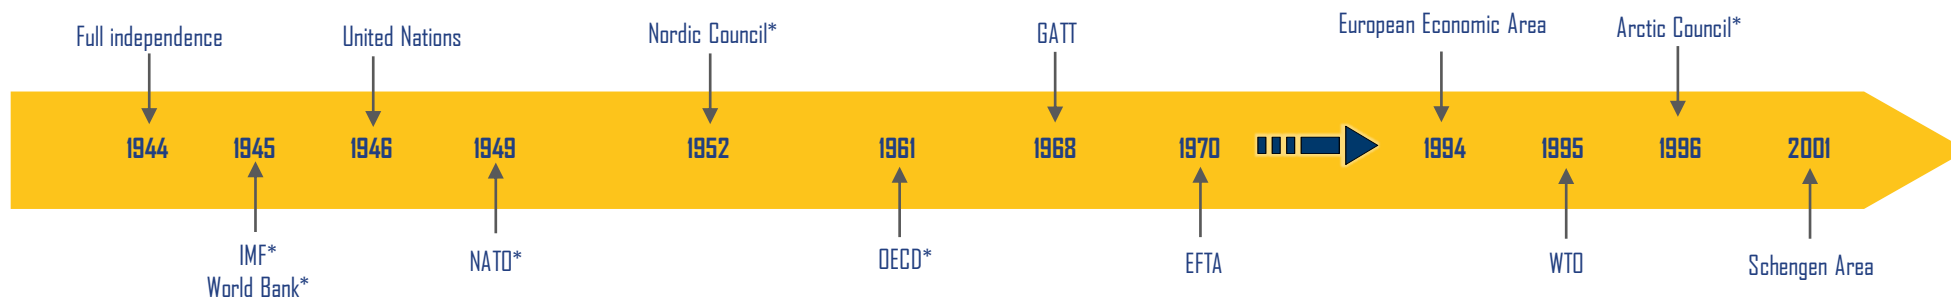 Full independence
United Nations
Nordic Council*
GATT
European Economic Area
Arctic Council*
1944
1945
1946
1949
1952
1961
1968
1970
1994
1995
1996
2001
IMF*
World Bank*
NATO*
OECD*
EFTA
WTO
Schengen Area